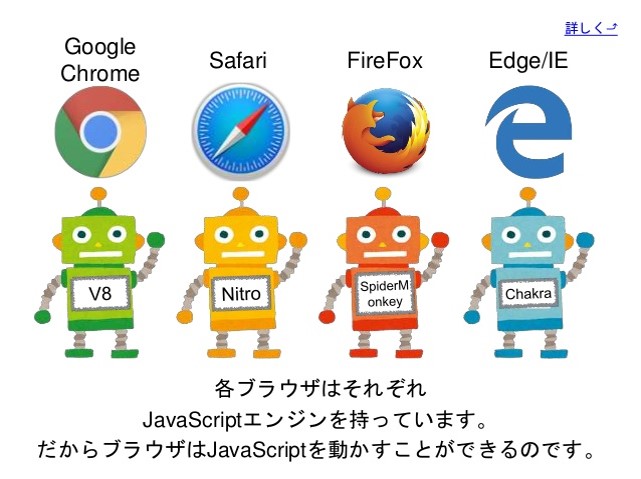 詳しく⤴
Google
Chrome
Safari
FireFox
Edge/IE
V8
Nitro
SpiderM
onkey
Chakra
各ブラウザはそれぞれ
JavaScriptエンジンを持っています。
だからブラウザはJavaScriptを動かすことができるのです。